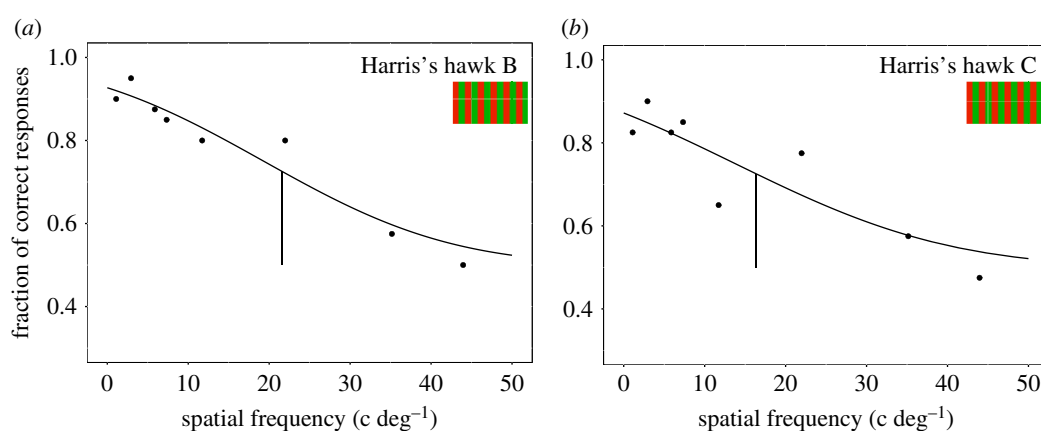 (a)
1.0
0.8
0.6
0.4
fraction of correct responses
Harris's hawk B
0 10 20 30 40 50
spatial frequency (c deg⁻¹)
(b)
1.0
0.8
0.6
0.4
Harris's hawk C
0 10 20 30 40 50
spatial frequency (c deg⁻¹)